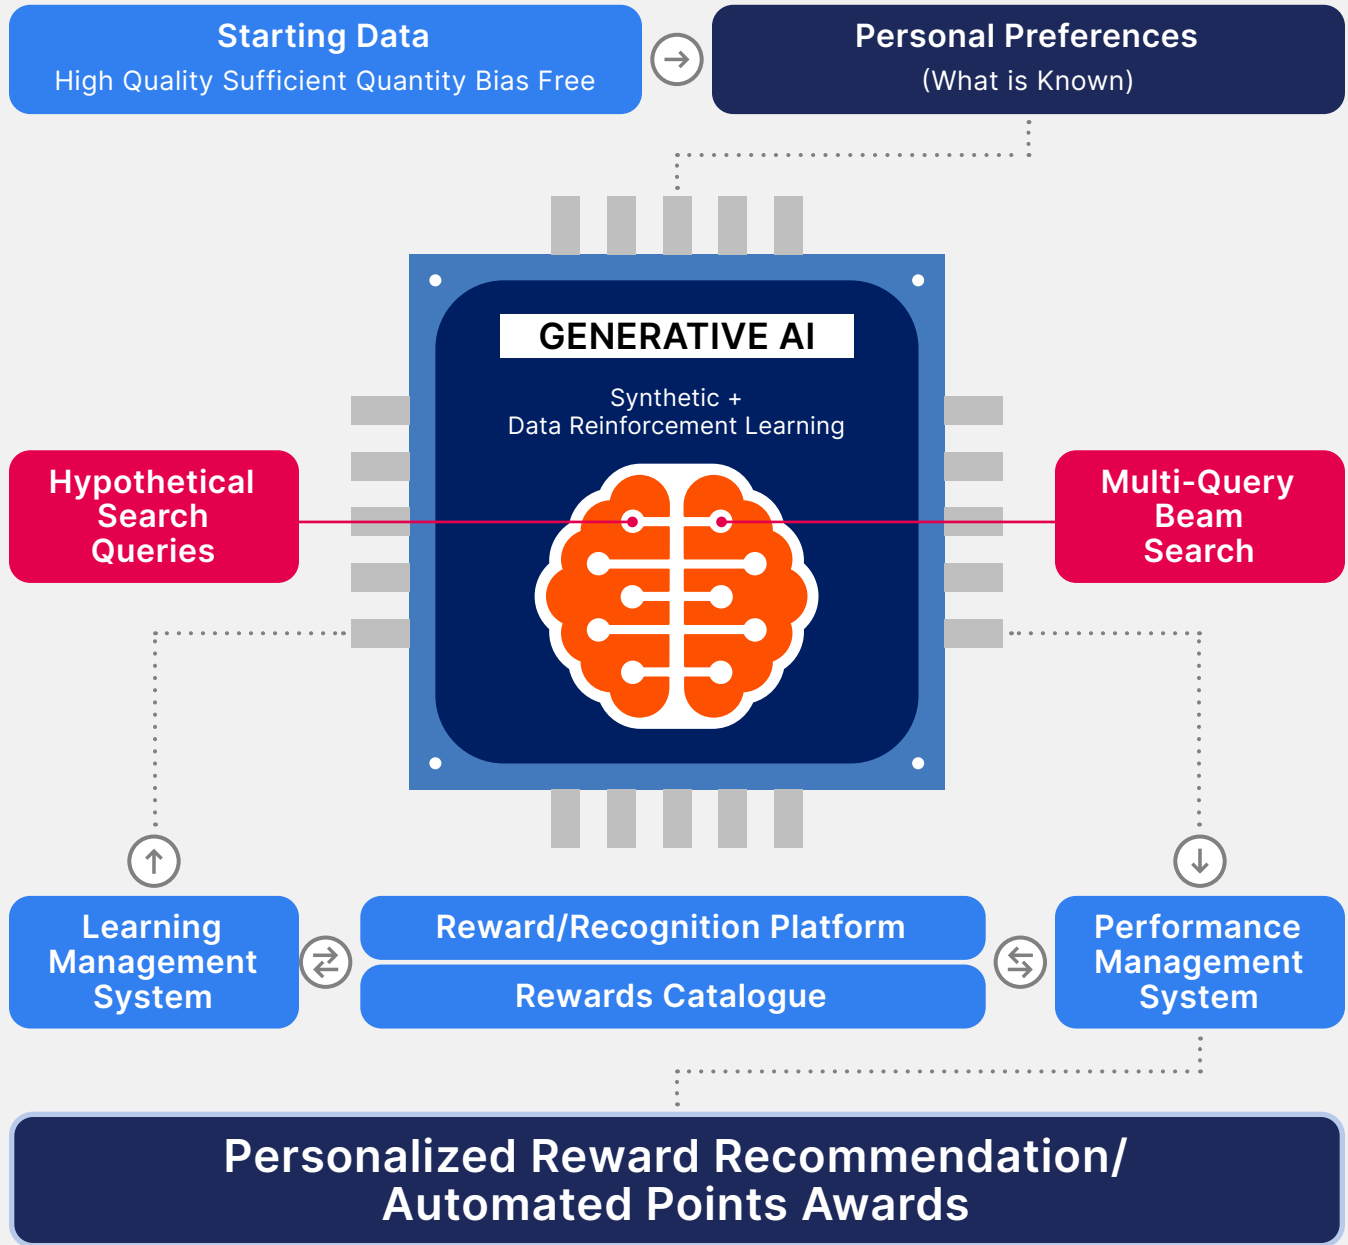 Starting Data
High Quality Sufficient Quantity Bias Free
Personal Preferences
(What is Known)
GENERATIVE AI
Synthetic +
Data Reinforcement Learning
Hypothetical
Search
Queries
Multi-Query
Beam
Search
Learning
Management
System
Reward/Recognition Platform
Rewards Catalogue
Performance
Management
System
Personalized Reward Recommendation/
Automated Points Awards